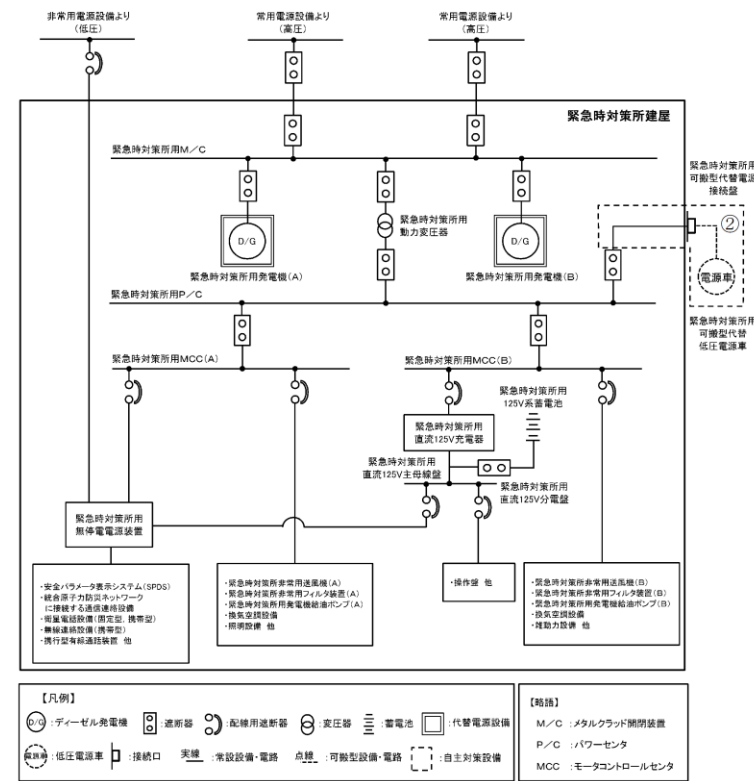 非常用電源設備より
(低圧)
常用電源設備より
(高圧)
常用電源設備より
(高圧)
緊急時対策所建屋
緊急時対策所用M/C
緊急時対策所用
可搬型代替電源
接続盤
②
緊急時対策所用
動力変圧器
D/G
D/G
緊急時対策所用発電機(A)
緊急時対策所用発電機(B)
電源車
緊急時対策所用P/C
緊急時対策所用
可搬型代替
低圧電源車
緊急時対策所用MCC(A)
緊急時対策所用MCC(B)
緊急時対策所用
125V系蓄電池
緊急時対策所用
直流125V充電器
緊急時対策所用
直流125V主母線盤
緊急時対策所用
直流125V分電盤
緊急時対策所用
無停電電源装置
・安全パラメータ表示システム(SPDS)
・統合原子力防災ネットワーク
に接続する通信連絡設備
・衛星電話設備(固定型,携帯型)
・無線連絡設備(携帯型)
・携行型有線通話装置 他
・緊急時対策所非常用送風機(A)
・緊急時対策所非常用フィルタ装置(A)
・緊急時対策所用発電機給油ポンプ(A)
・換気空調設備
・照明設備 他
・操作盤 他
・緊急時対策所非常用送風機(B)
・緊急時対策所非常用フィルタ装置(B)
・緊急時対策所用発電機給油ポンプ(B)
・換気空調設備
・雑動力設備 他
【凡例】
D/G :ディーゼル発電機 :遮断器 :配線用遮断器 :変圧器 :蓄電池 :代替電源設備
電源車 :低圧電源車 :接続口 実線 :常設設備・電路 点線 :可搬型設備・電路 :自主対策設備
【略語】
M/C :メタルクラッド開閉装置
P/C :パワーセンタ
MCC :モータコントロールセンタ